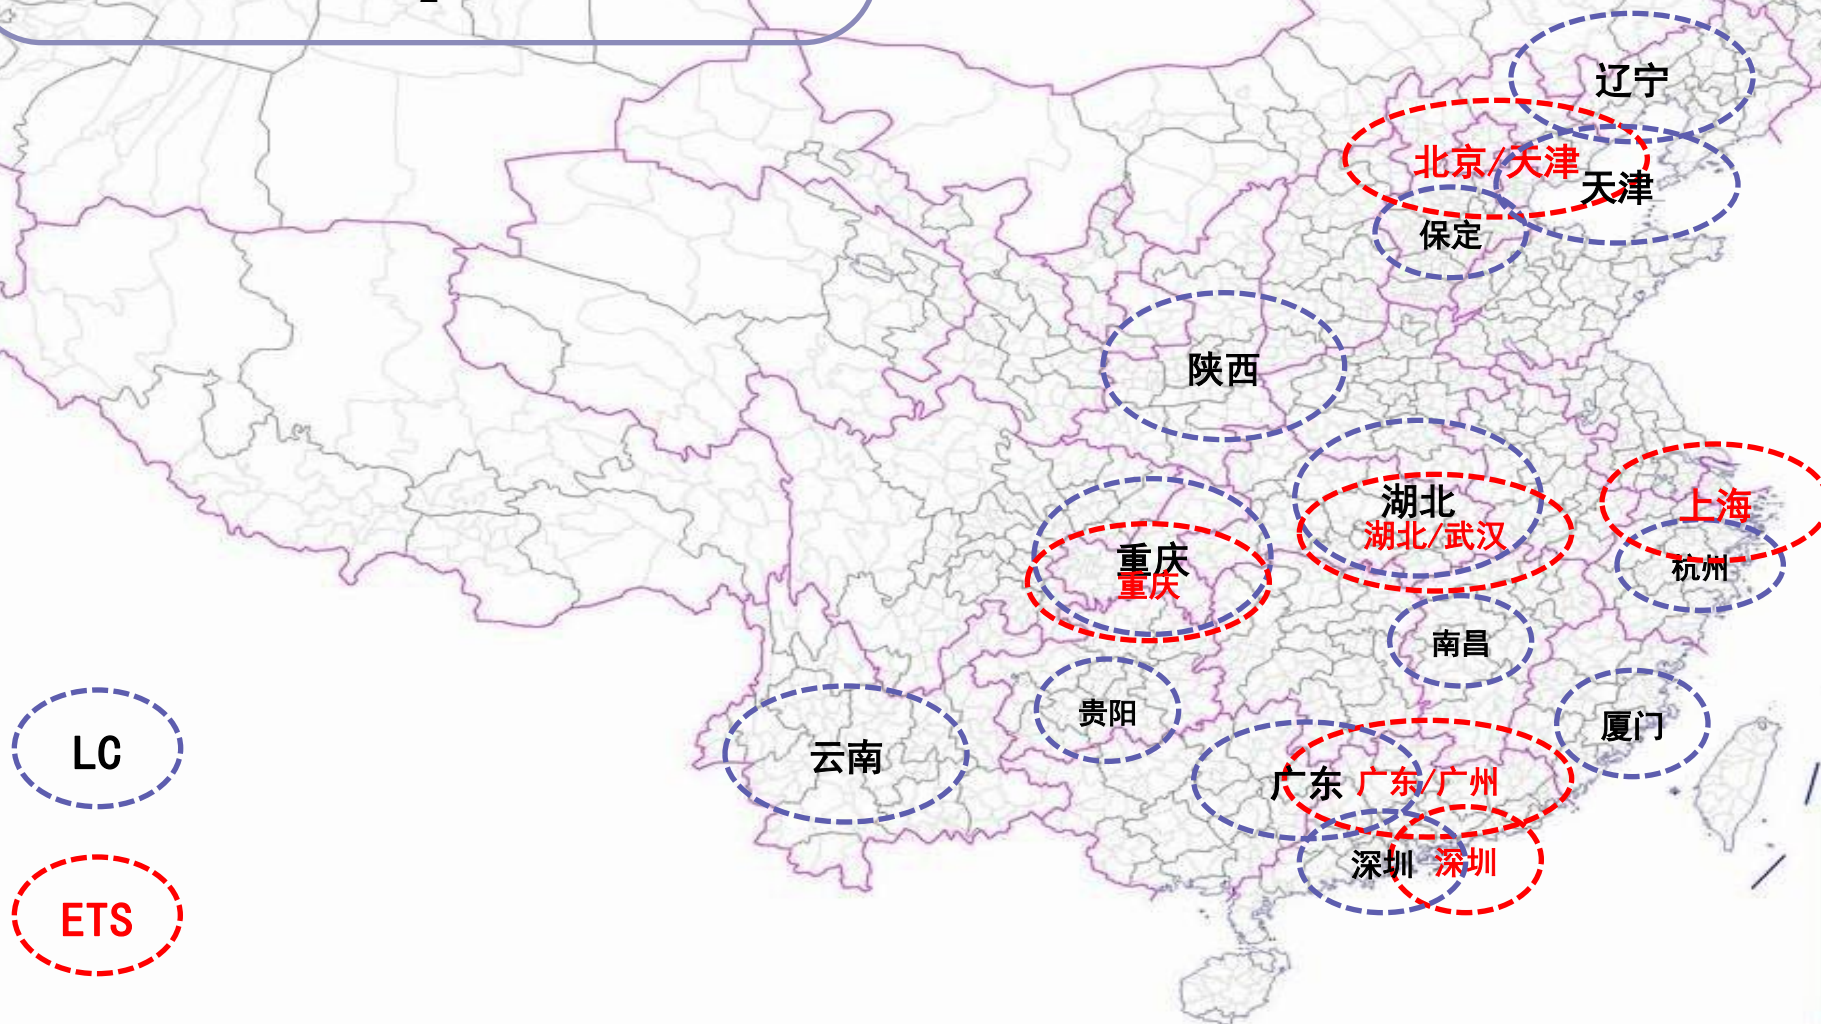 辽宁
北京/天津
天津
保定
陕西
湖北
湖北/武汉
上海
杭州
重庆
重庆
南昌
贵阳
厦门
云南
广东
广东/广州
深圳
深圳
LC
ETS